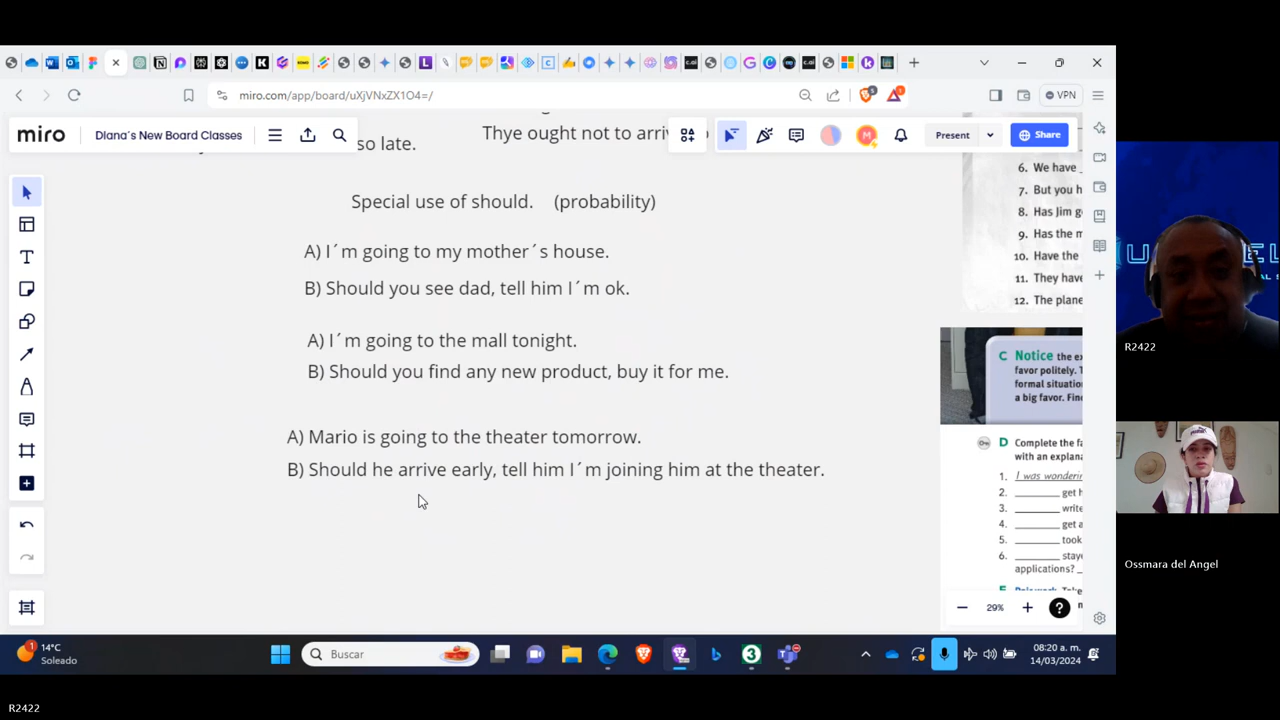 miro.com/app/board/uXjVNxZX1O4=/
VPN
miro
DIana´s New Board Classes
Present
Share
so late.
Thye ought not to arriv
Special use of should. (probability)
A) I´m going to my mother´s house.
B) Should you see dad, tell him I´m ok.
A) I´m going to the mall tonight.
B) Should you find any new product, buy it for me.
A) Mario is going to the theater tomorrow.
B) Should he arrive early, tell him I´m joining him at the theater.
6. We have
7. But you h
8. Has Jim g
9. Has the m
10. Have the
11. They have
12. The plane
C Notice the ex
favor politely. T
formal situatio
a big favor. Fin
D Complete the fa
with an explana
1. I was wonderin
2. get h
3. write
4. get a
5. took
6. staye
applications?
29%
14°C
Soleado
Buscar
08:20 a. m.
14/03/2024
R2422
Ossmara del Angel
R2422